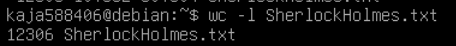 kaja588406@debian:~$ wc -l SherlockHolmes.txt
12306 SherlockHolmes.txt